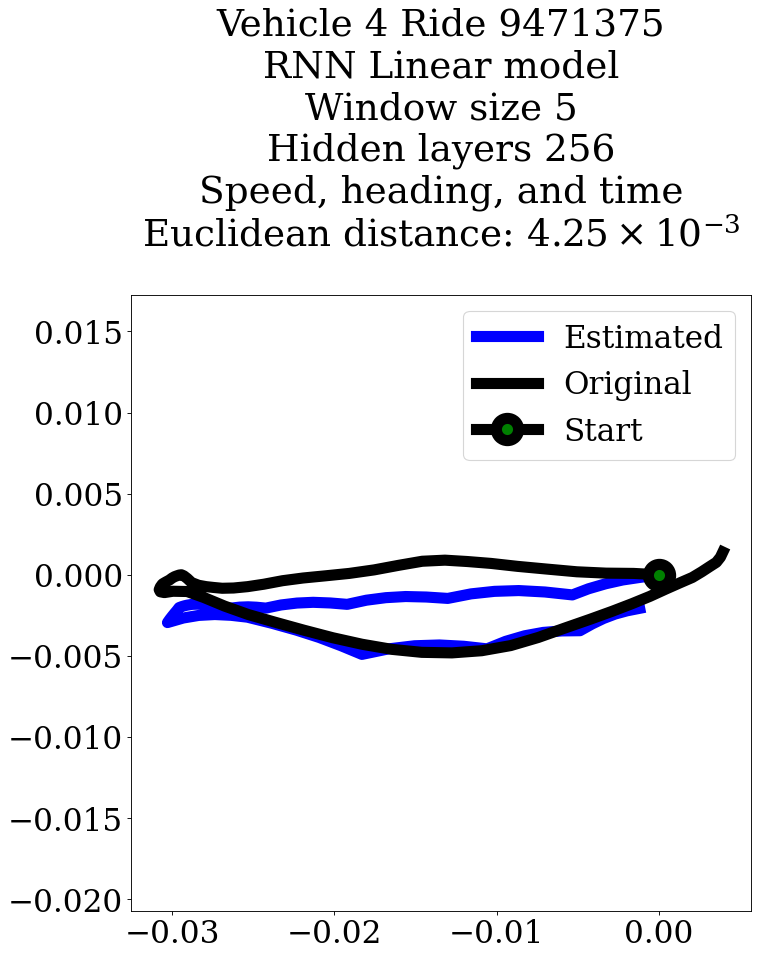 Vehicle 4 Ride 9471375
RNN Linear model
Window size 5
Hidden layers 256
Speed, heading, and time
Euclidean distance: 4.25 × 10⁻³
Estimated
Original
Start
0.015
0.010
0.005
0.000
−0.005
−0.010
−0.015
−0.020
−0.03 −0.02 −0.01 0.00